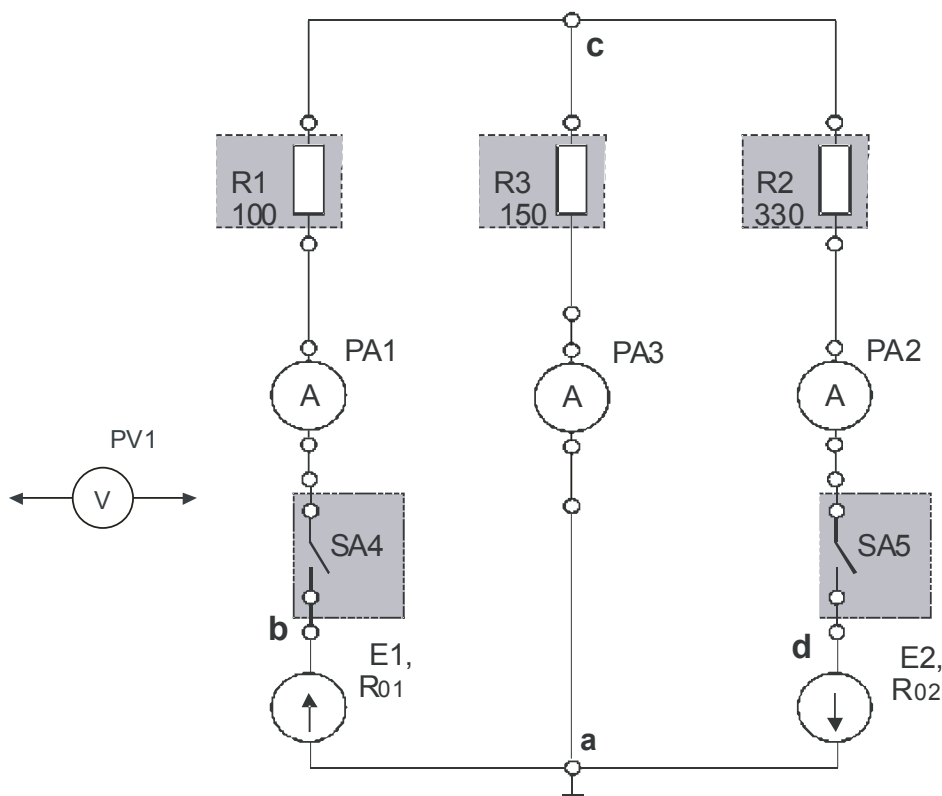 c
R1
100
R3
150
R2
330
PA1
PA3
PA2
A
A
A
PV1
V
SA4
SA5
b
d
E1,
R01
E2,
R02
a